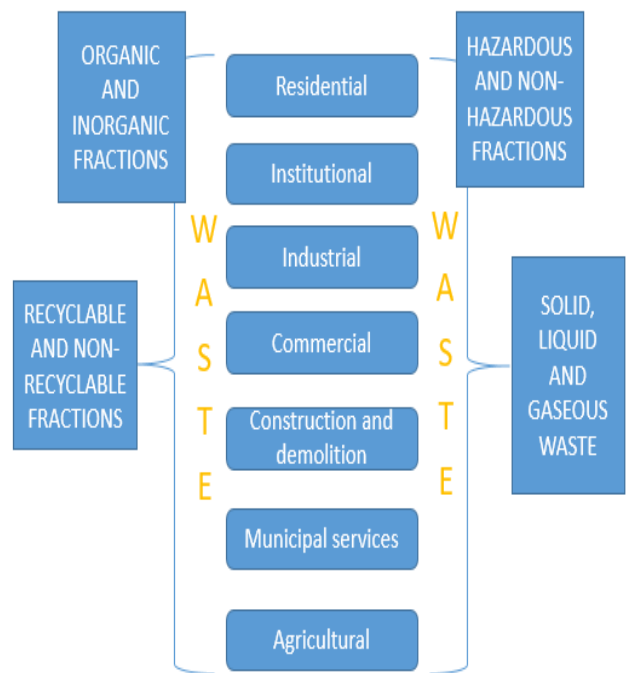 ORGANIC
AND
INORGANIC
FRACTIONS
RECYCLABLE
AND NON-
RECYCLABLE
FRACTIONS
W
A
S
T
E
Residential
Institutional
Industrial
Commercial
Construction and
demolition
Municipal services
Agricultural
W
A
S
T
E
HAZARDOUS
AND NON-
HAZARDOUS
FRACTIONS
SOLID,
LIQUID
AND
GASEOUS
WASTE